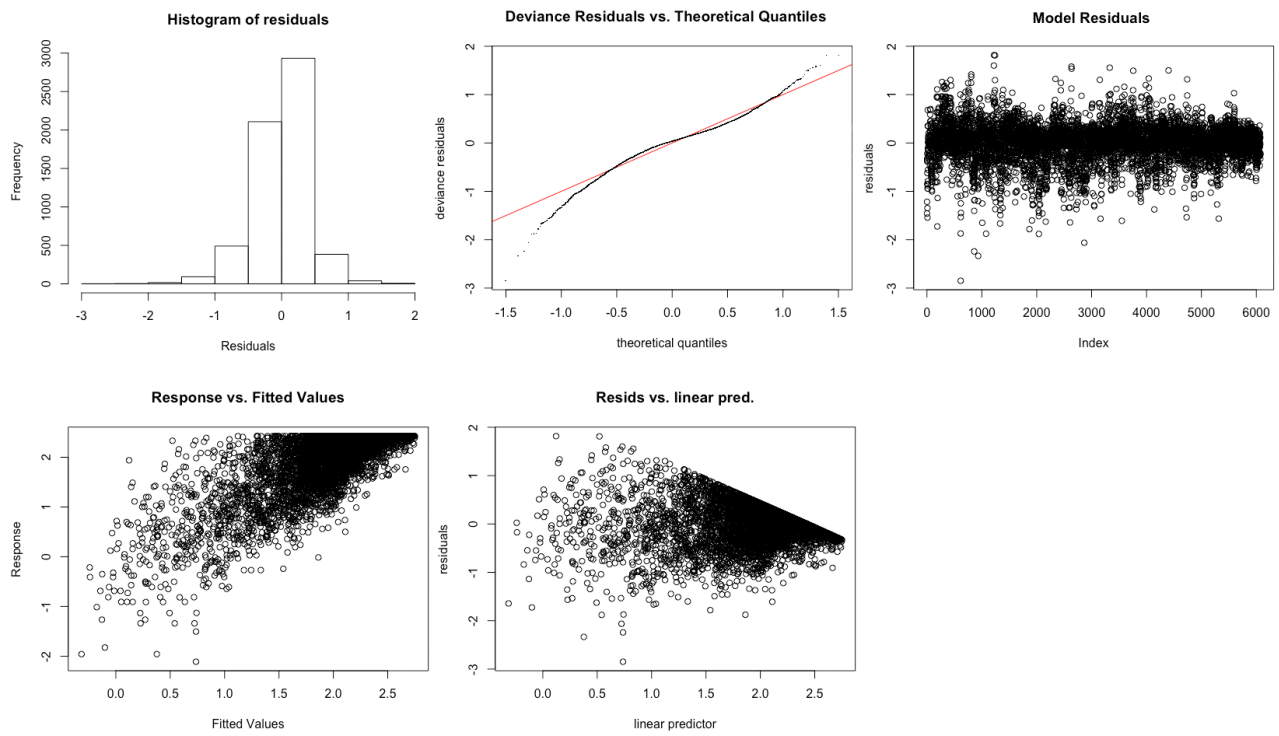 Histogram of residuals
Frequency
0 500 1000 1500 2000 2500 3000
-3 -2 -1 0 1 2
Residuals
Deviance Residuals vs. Theoretical Quantiles
deviance residuals
-3 -2 -1 0 1 2
-1.5 -1.0 -0.5 0.0 0.5 1.0 1.5
theoretical quantiles
Model Residuals
residuals
-3 -2 -1 0 1 2
0 1000 2000 3000 4000 5000 6000
Index
Response vs. Fitted Values
Response
-2 -1 0 1 2
0.0 0.5 1.0 1.5 2.0 2.5
Fitted Values
Resids vs. linear pred.
residuals
-3 -2 -1 0 1 2
0.0 0.5 1.0 1.5 2.0 2.5
linear predictor